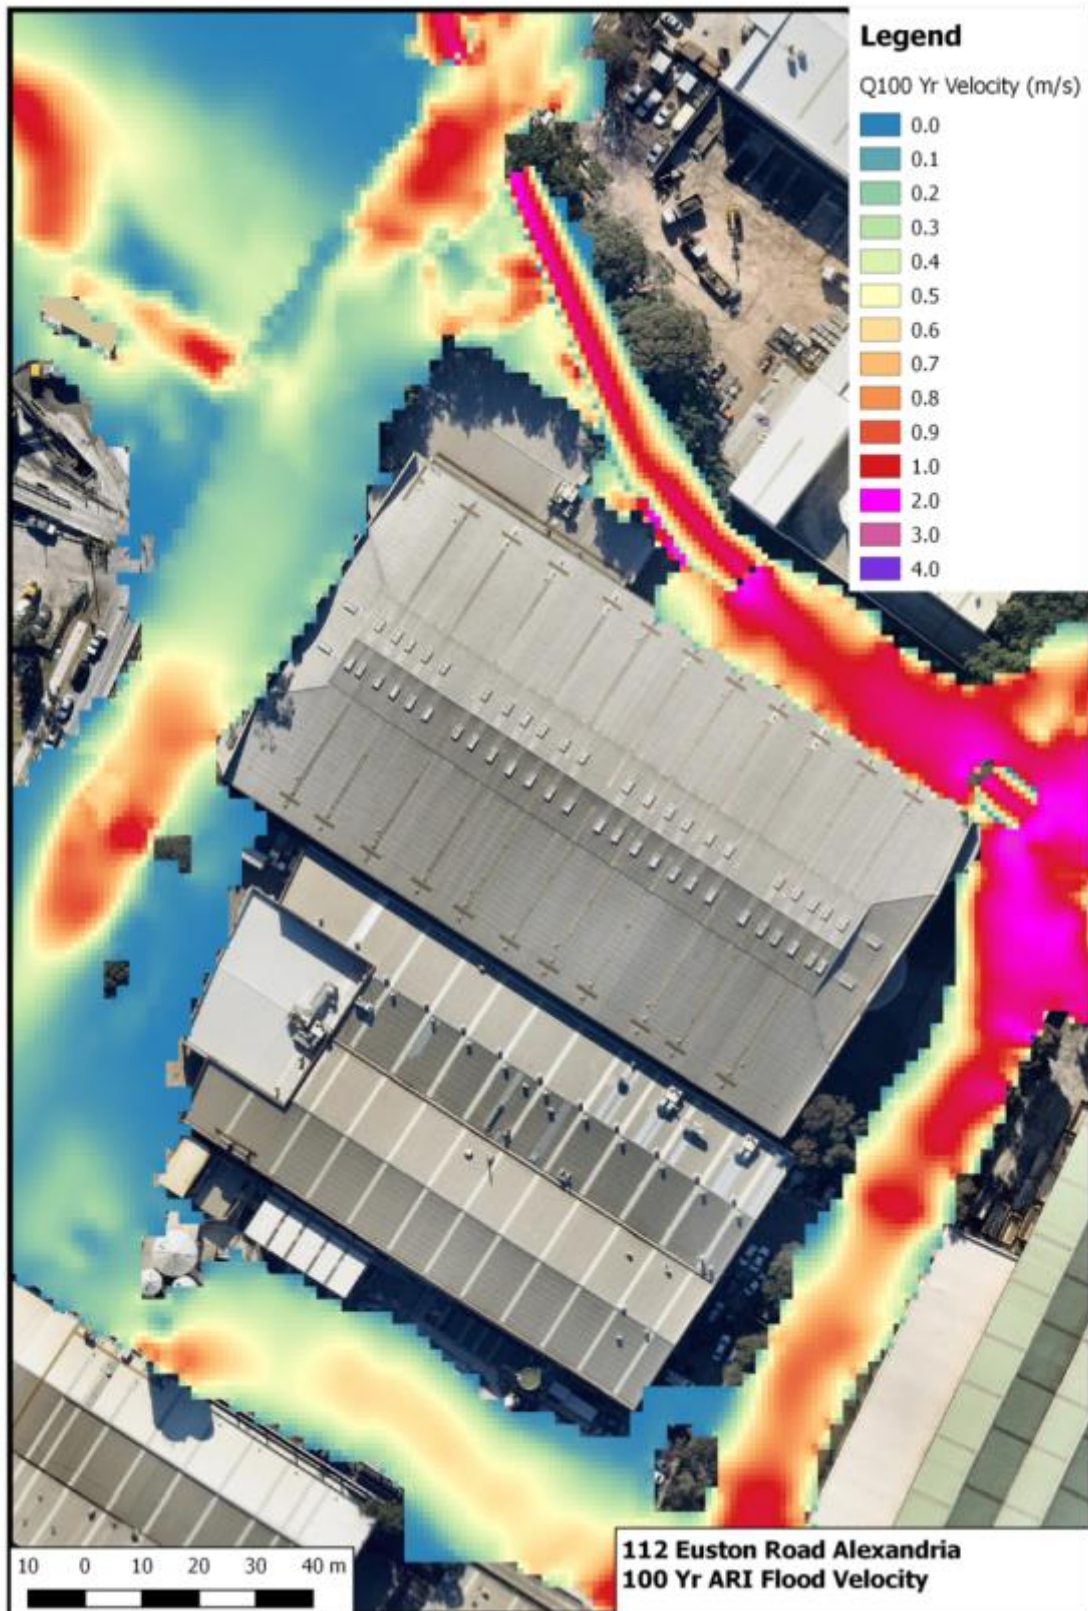 Legend
Q100 Yr Velocity (m/s)
0.0
0.1
0.2
0.3
0.4
0.5
0.6
0.7
0.8
0.9
1.0
2.0
3.0
4.0
10 0 10 20 30 40 m
112 Euston Road Alexandria
100 Yr ARI Flood Velocity